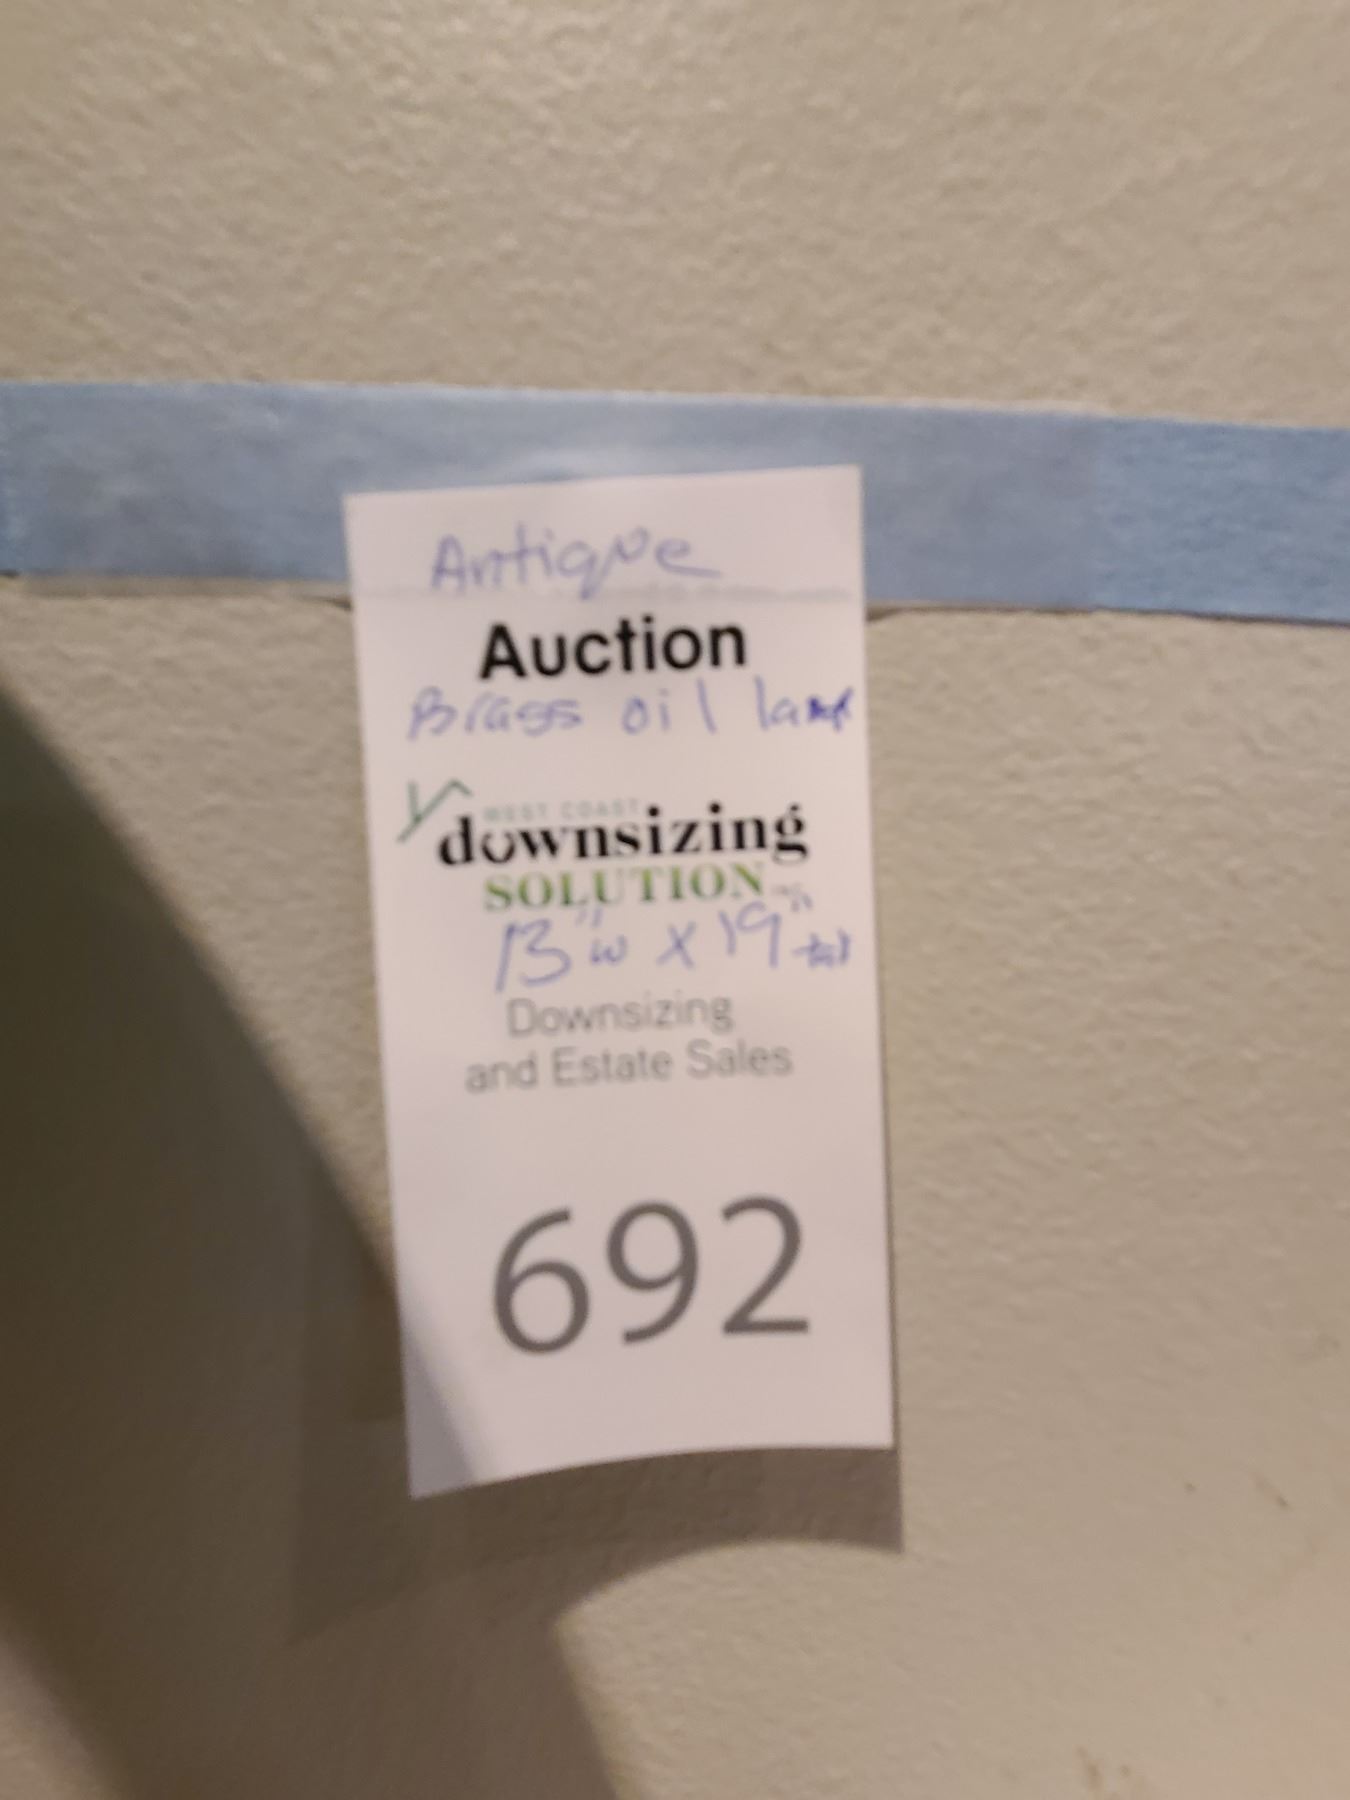 Antique
Auction
Brass oil lamp
WEST COAST
downsizing
SOLUTION
13"w x 19" tall
Downsizing
and Estate Sales
692